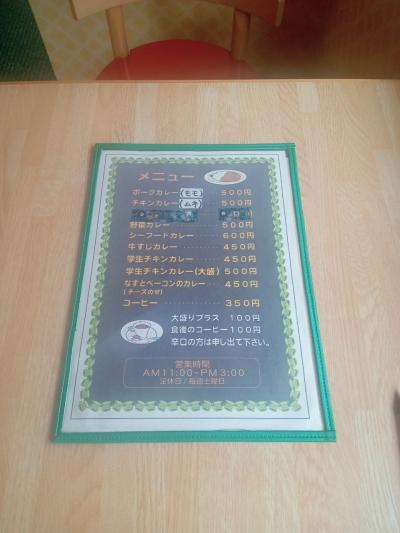 メニュー
ポークカレー(モモ) 500円
チキンカレー(ムネ) 500円
野菜カレー 500円
シーフードカレー 600円
牛すじカレー 450円
学生チキンカレー 450円
学生チキンカレー(大盛) 500円
なすとベーコンのカレー 450円
(チーズのせ)
コーヒー 350円
大盛りプラス 100円
食後のコーヒー 100円
辛口の方は申し出て下さい。
営業時間
AM11:00-PM3:00
定休日/毎週土曜日